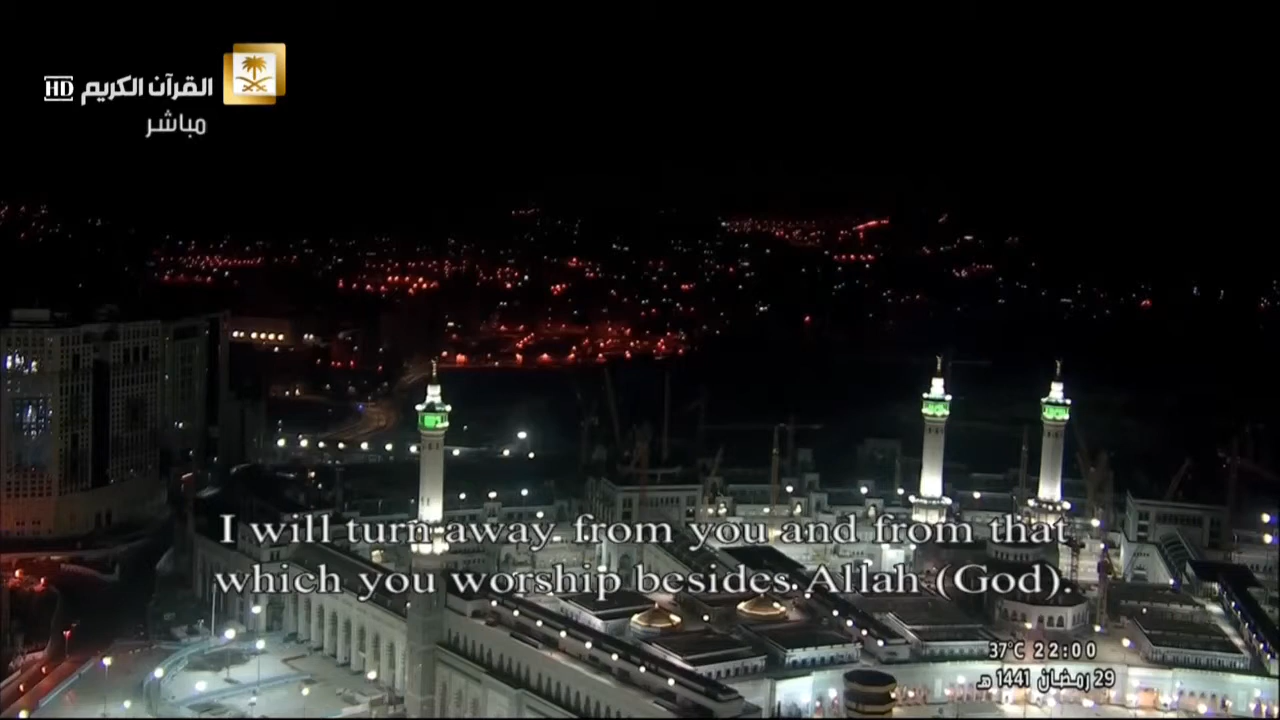 القرآن الكريم HD
مباشر
I will turn away from you and from that
which you worship besides Allah (God).
37°C 22:00
29 رمضان 1441 هـ